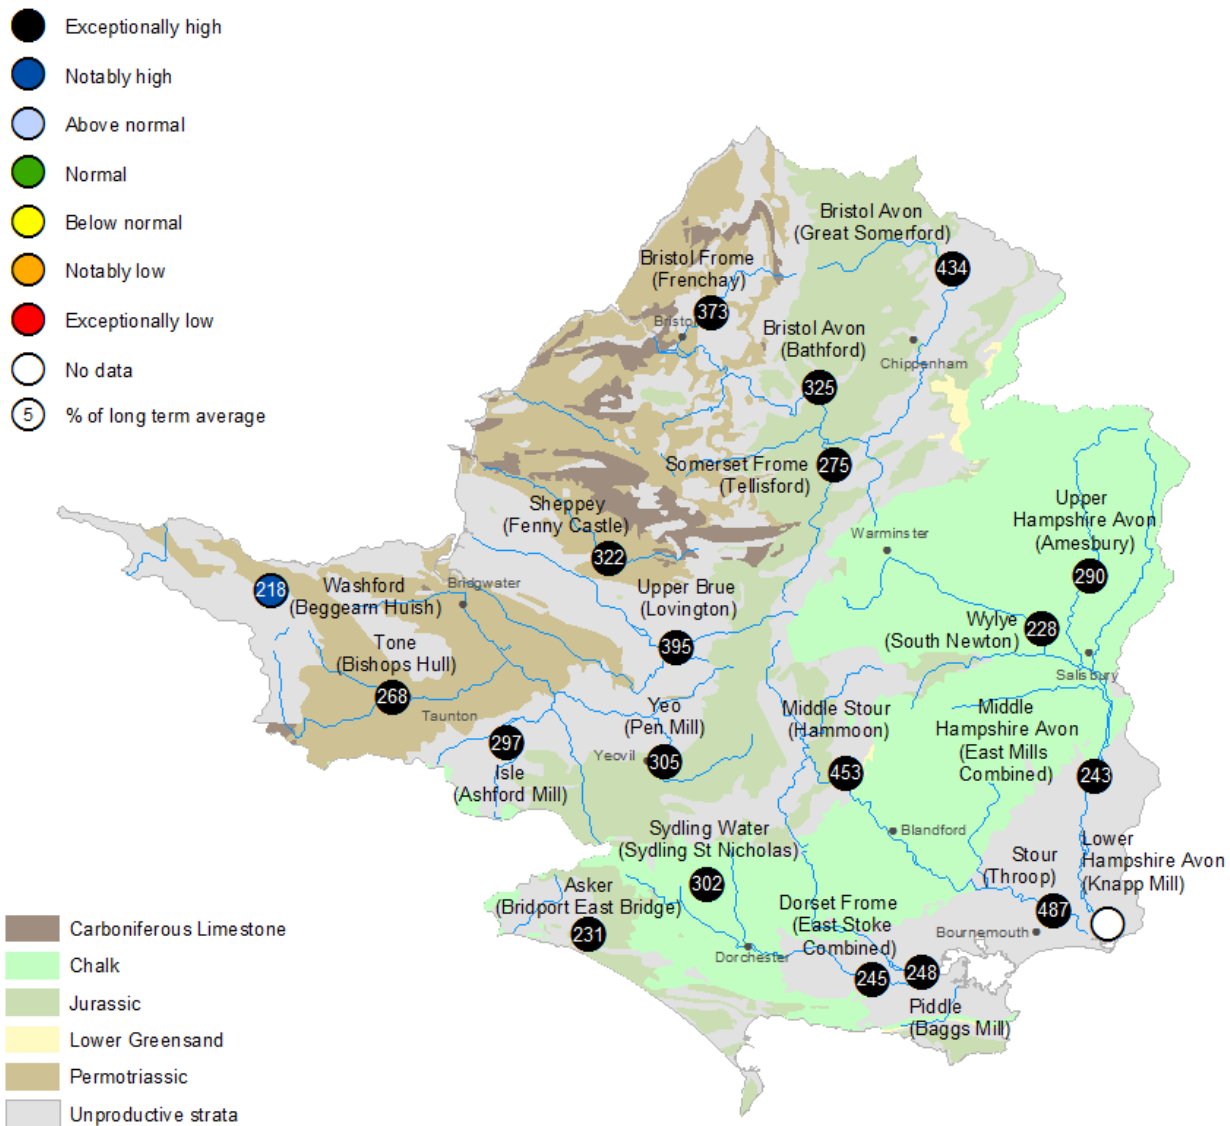 Exceptionally high
Notably high
Above normal
Normal
Below normal
Notably low
Exceptionally low
No data
5
% of long term average
Bristol Avon
(Great Somerford)
434
Bristol Frome
(Frenchay)
373
Bristol
Bristol Avon
(Bathford)
325
Chippenham
Somerset Frome
(Tellisford)
275
Sheppey
(Fenny Castle)
322
Warminster
Upper
Hampshire Avon
(Amesbury)
290
Washford
(Beggearn Huish)
218
Bridgwater
Upper Brue
(Lovington)
395
Wylye
(South Newton)
228
Salisbury
Tone
(Bishops Hull)
268
Taunton
Yeo
(Pen Mill)
305
Yeovil
Middle Stour
(Hammoon)
453
Middle
Hampshire Avon
(East Mills
Combined)
243
297
Isle
(Ashford Mill)
Blandford
Sydling Water
(Sydling St Nicholas)
302
Stour
(Throop)
487
Lower
Hampshire Avon
(Knapp Mill)
Asker
(Bridport East Bridge)
231
Dorset Frome
(East Stoke
Combined)
245
Bournemouth
Dorchester
248
Piddle
(Baggs Mill)
Carboniferous Limestone
Chalk
Jurassic
Lower Greensand
Permotriassic
Unproductive strata